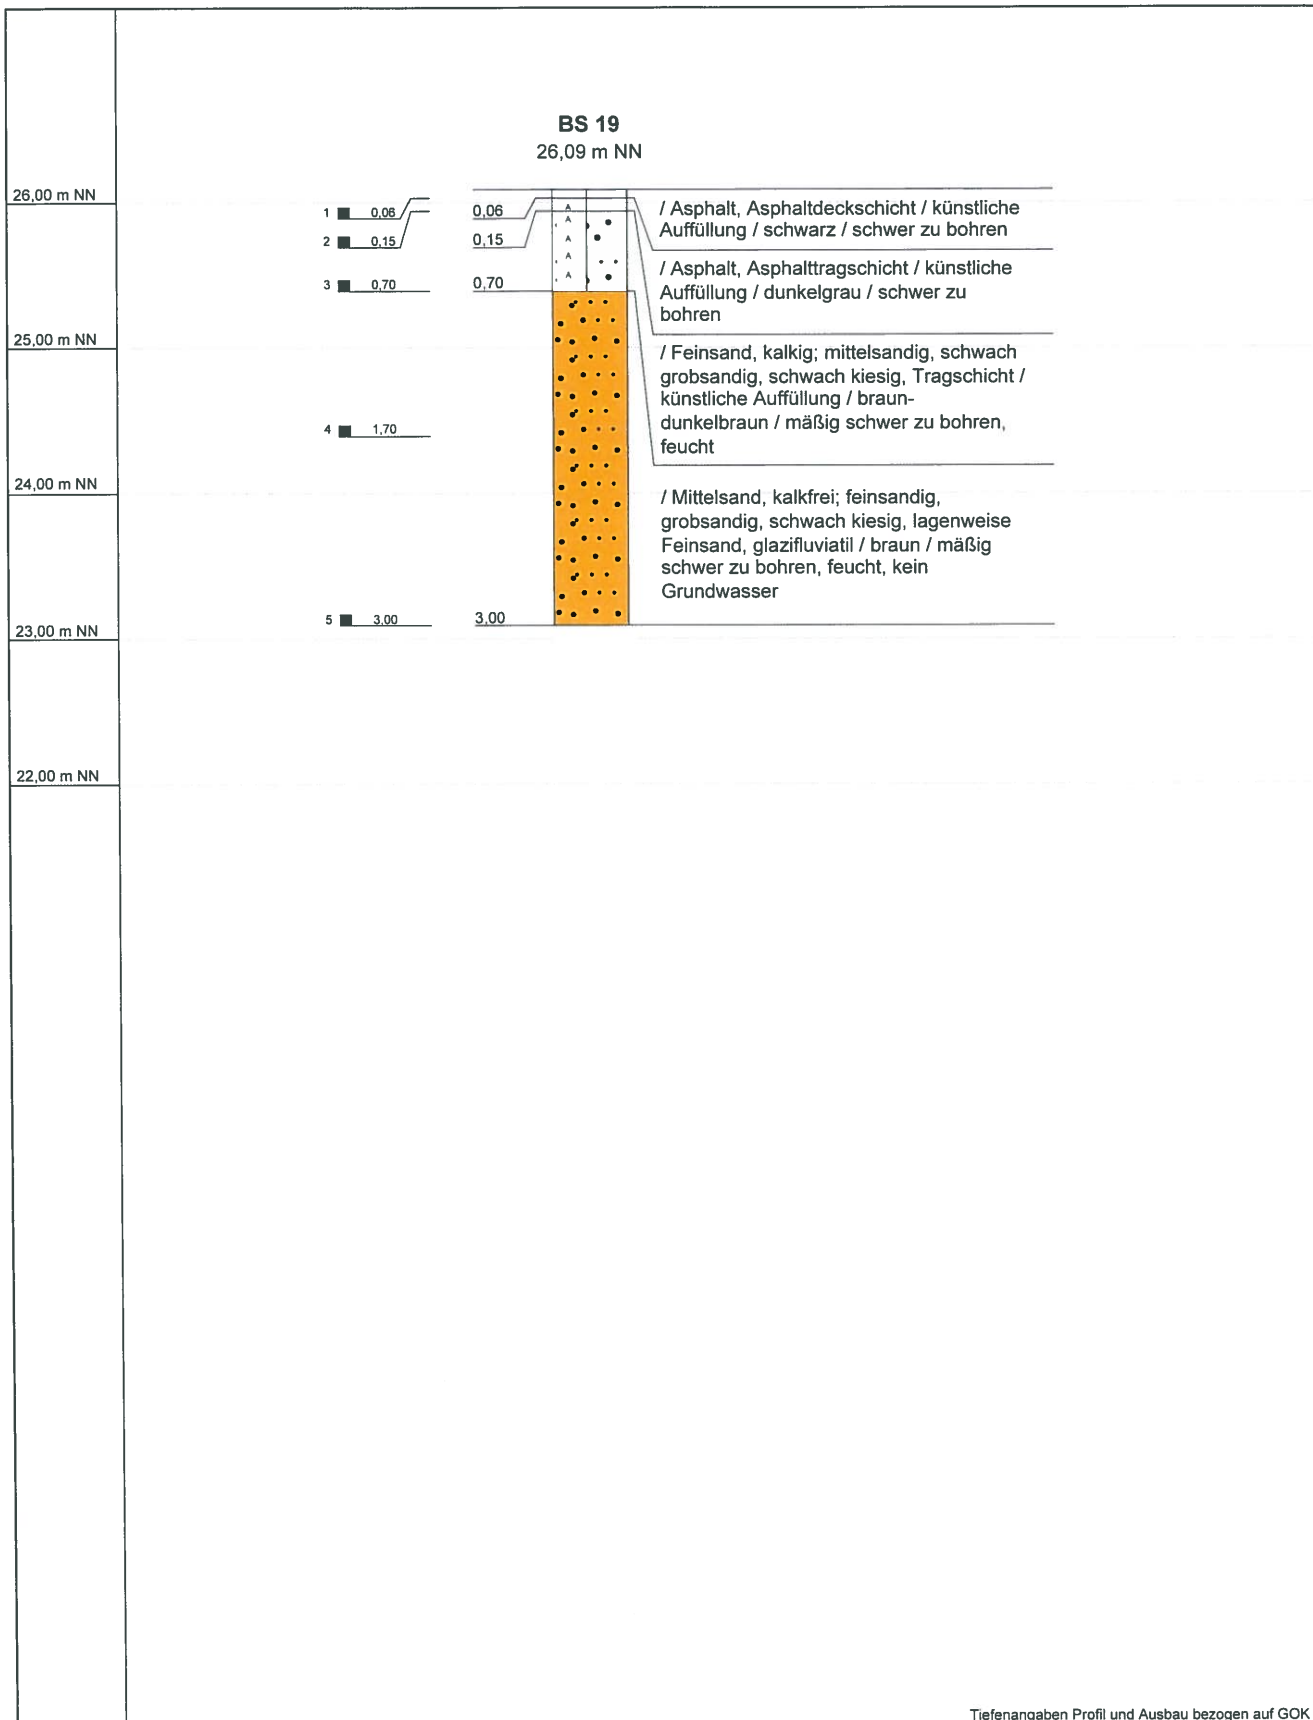 BS 19
26,09 m NN
26,00 m NN
1 0,06
0,06
2 0,15
0,15
3 0,70
0,70
/ Asphalt, Asphaltdeckschicht / künstliche
Auffüllung / schwarz / schwer zu bohren
/ Asphalt, Asphalttragschicht / künstliche
Auffüllung / dunkelgrau / schwer zu
bohren
25,00 m NN
/ Feinsand, kalkig; mittelsandig, schwach
grobsandig, schwach kiesig, Tragschicht /
künstliche Auffüllung / braun-
dunkelbraun / mäßig schwer zu bohren,
feucht
A
A
A
A
A
4 1,70
24,00 m NN
/ Mittelsand, kalkfrei; feinsandig,
grobsandig, schwach kiesig, lagenweise
Feinsand, glazifluviatil / braun / mäßig
schwer zu bohren, feucht, kein
Grundwasser
5 3,00
3,00
23,00 m NN
22,00 m NN
Tiefenangaben Profil und Ausbau bezogen auf GOK